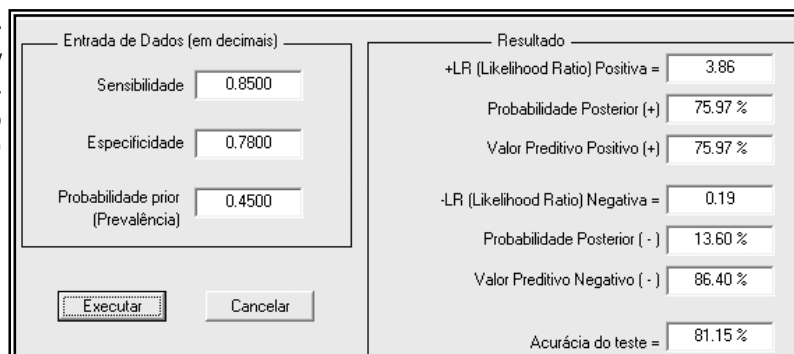 Entrada de Dados (em decimais)
Sensibilidade 0.8500
Especificidade 0.7800
Probabilidade prior 0.4500
(Prevalência)
Executar Cancelar
Resultado
+LR (Likelihood Ratio) Positiva = 3.86
Probabilidade Posterior (+) 75.97 %
Valor Preditivo Positivo (+) 75.97 %
-LR (Likelihood Ratio) Negativa = 0.19
Probabilidade Posterior ( - ) 13.60 %
Valor Preditivo Negativo ( - ) 86.40 %
Acurácia do teste = 81.15 %